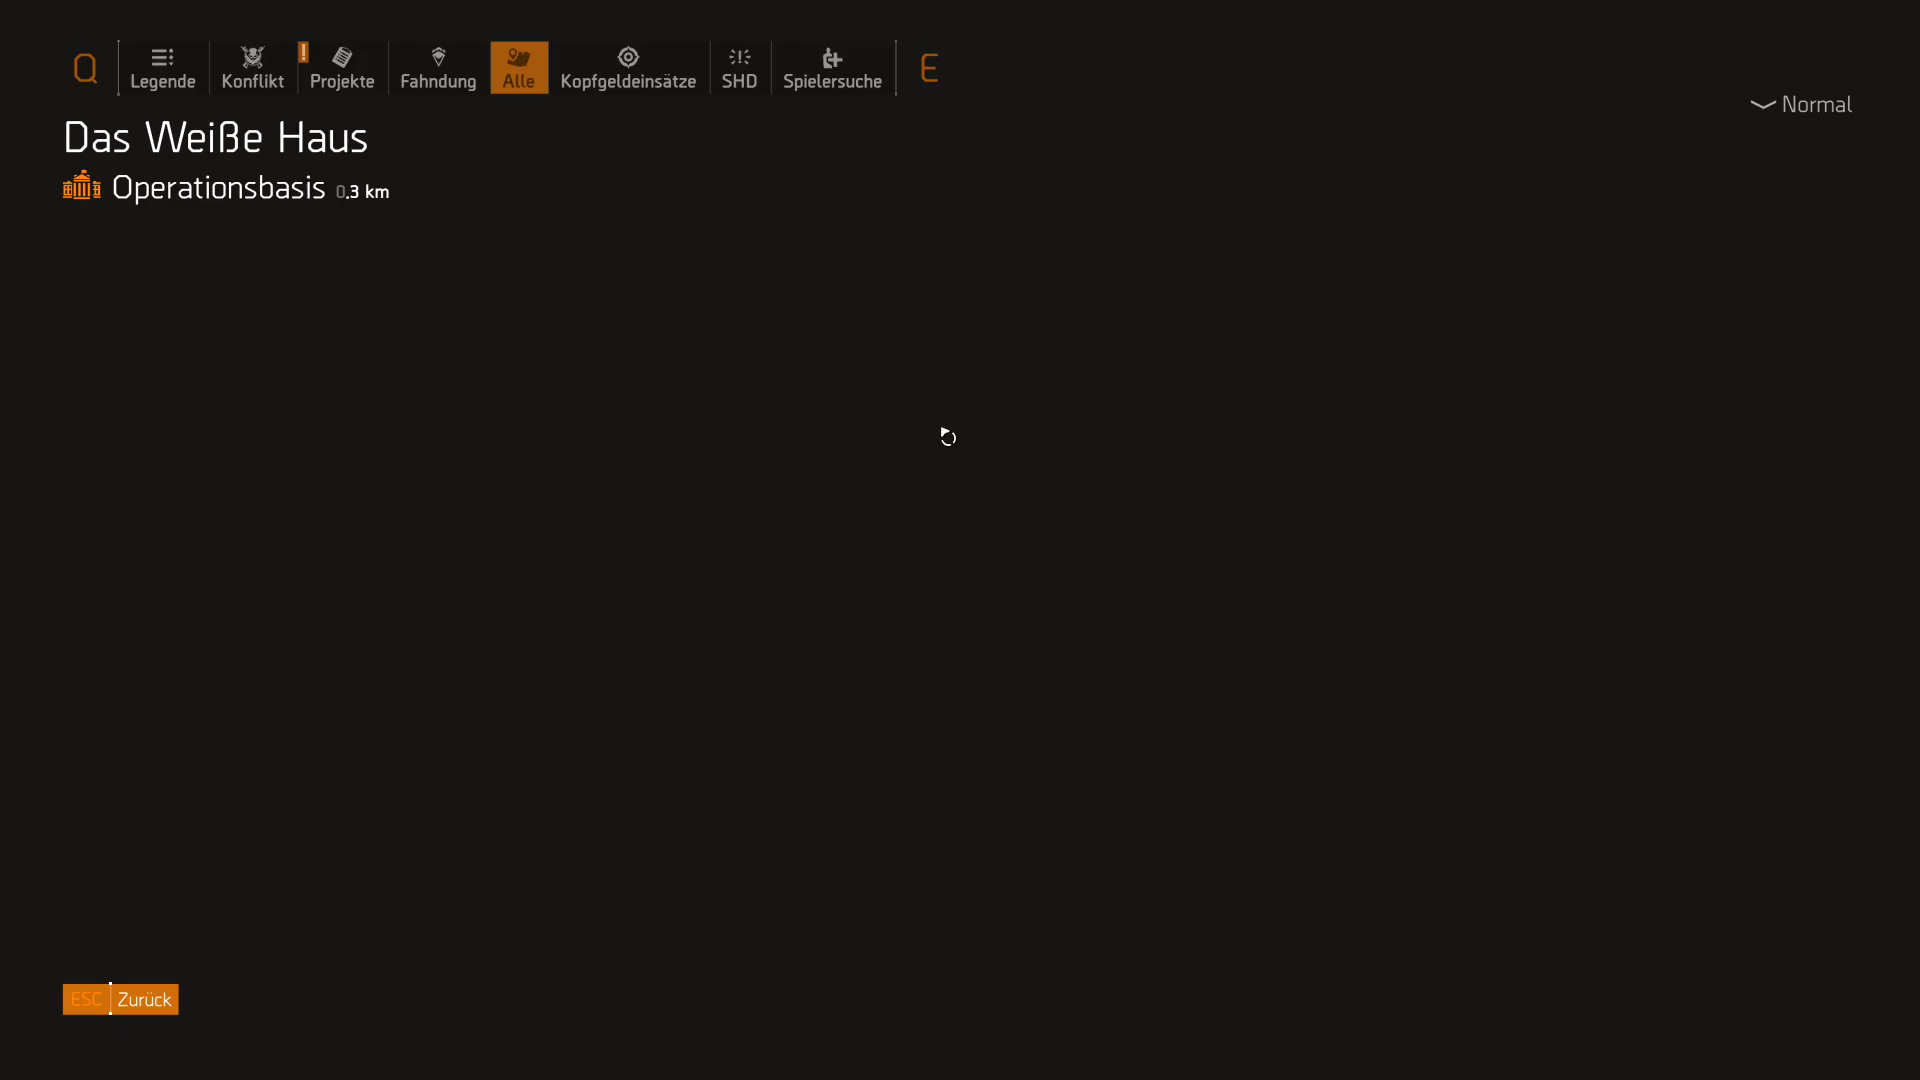 Q Legende Konflikt ! Projekte Fahndung Alle Kopfgeldeinsätze SHD Spielersuche E
Normal
Das Weiße Haus
Operationsbasis 0.3 km
ESC Zurück